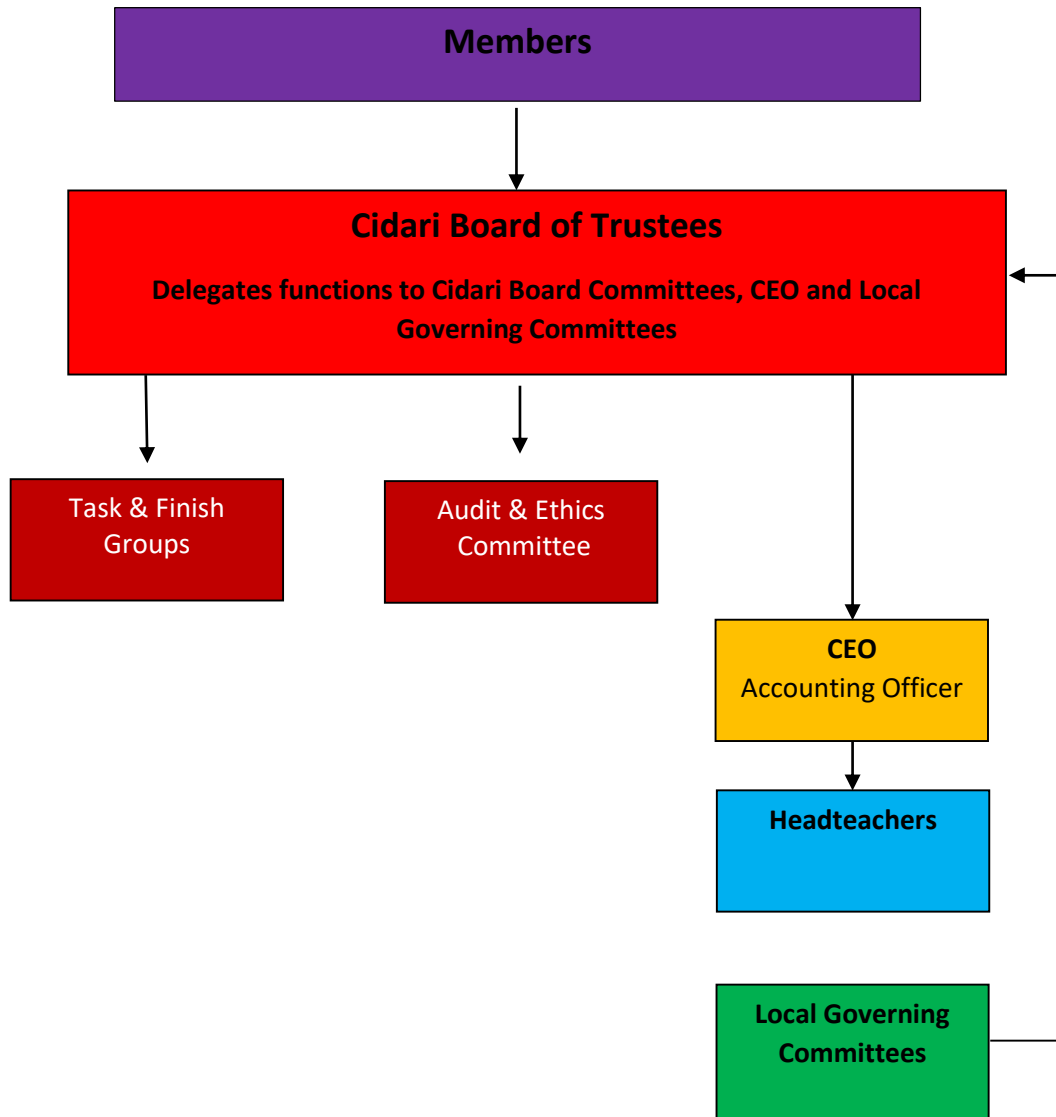 Members
Cidari Board of Trustees
Delegates functions to Cidari Board Committees, CEO and Local
Governing Committees
Task & Finish
Groups
Audit & Ethics
Committee
CEO
Accounting Officer
Headteachers
Local Governing
Committees